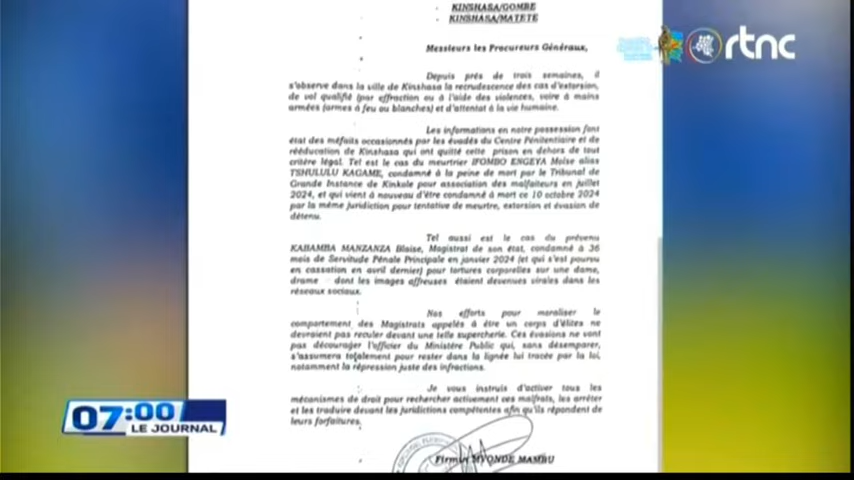 - KINSHASA/GOMBE
- KINSHASA/MATETE
Messieurs les Procureurs Généraux,
rtnc
Depuis près de trois semaines, il
s'observe dans la ville de Kinshasa la recrudescence des cas d'extorsion,
de vol qualifié (par effraction ou à l'aide des violences, voire à mains
armées (armes à feu ou blanches) et d'attentat à la vie humaine.
Les informations en notre possession font
état des méfaits occasionnés par les évadés du Centre Pénitentiaire et de
rééducation de Kinshasa qui ont quitté cette prison en dehors de tout
critère légal. Tel est le cas du meurtrier IFOMBO ENGEYA Moïse alias
TSHULULU KAGAME, condamné à la peine de mort par le Tribunal de
Grande Instance de Kinkole pour association des malfaiteurs en juillet
2024, et qui vient à nouveau d'être condamné à mort ce 10 octobre 2024
par la même juridiction pour tentative de meurtre, extorsion et évasion de
détenu.
Tel aussi est le cas du prévenu
KABAMBA MANZANZA Blaise, Magistrat de son état, condamné à 36
mois de Servitude Pénale Principale en janvier 2024 (et qui s'est pourvu
en cassation en avril dernier) pour tortures corporelles sur une dame,
drame dont les images affreuses étaient devenues virales dans les
réseaux sociaux.
Nos efforts pour moraliser le
comportement des Magistrats appelés à être un corps d'élites ne
devraient pas reculer devant une telle supercherie. Ces évasions ne vont
pas décourager l'officier du Ministère Public qui, sans désemparer,
s'assumera totalement pour rester dans la lignée lui tracée par la loi,
notamment la répression juste des infractions.
Je vous instruis d'activer tous les
mécanismes de droit pour rechercher activement ces malfrats, les arrêter
et les traduire devant les juridictions compétentes afin qu'ils répondent de
leurs forfaitures.
Firmin MVONDE MAMBU
07:00
LE JOURNAL